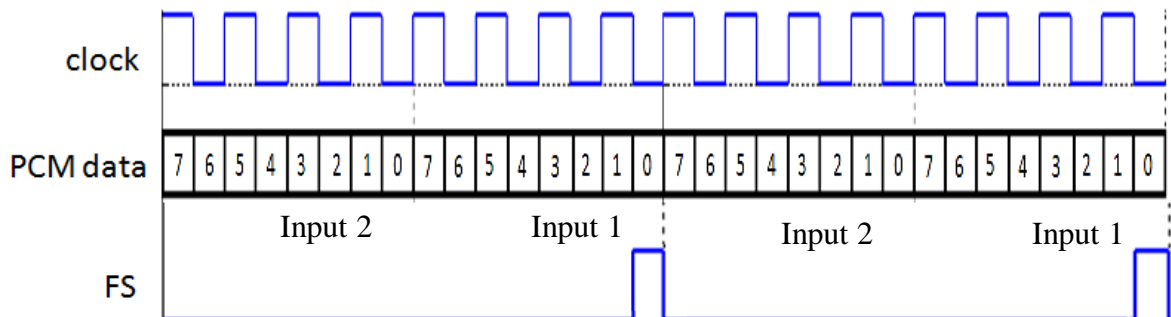 clock
PCM data 7 6 5 4 3 2 1 0 7 6 5 4 3 2 1 0 7 6 5 4 3 2 1 0 7 6 5 4 3 2 1 0
Input 2 Input 1 Input 2 Input 1
FS